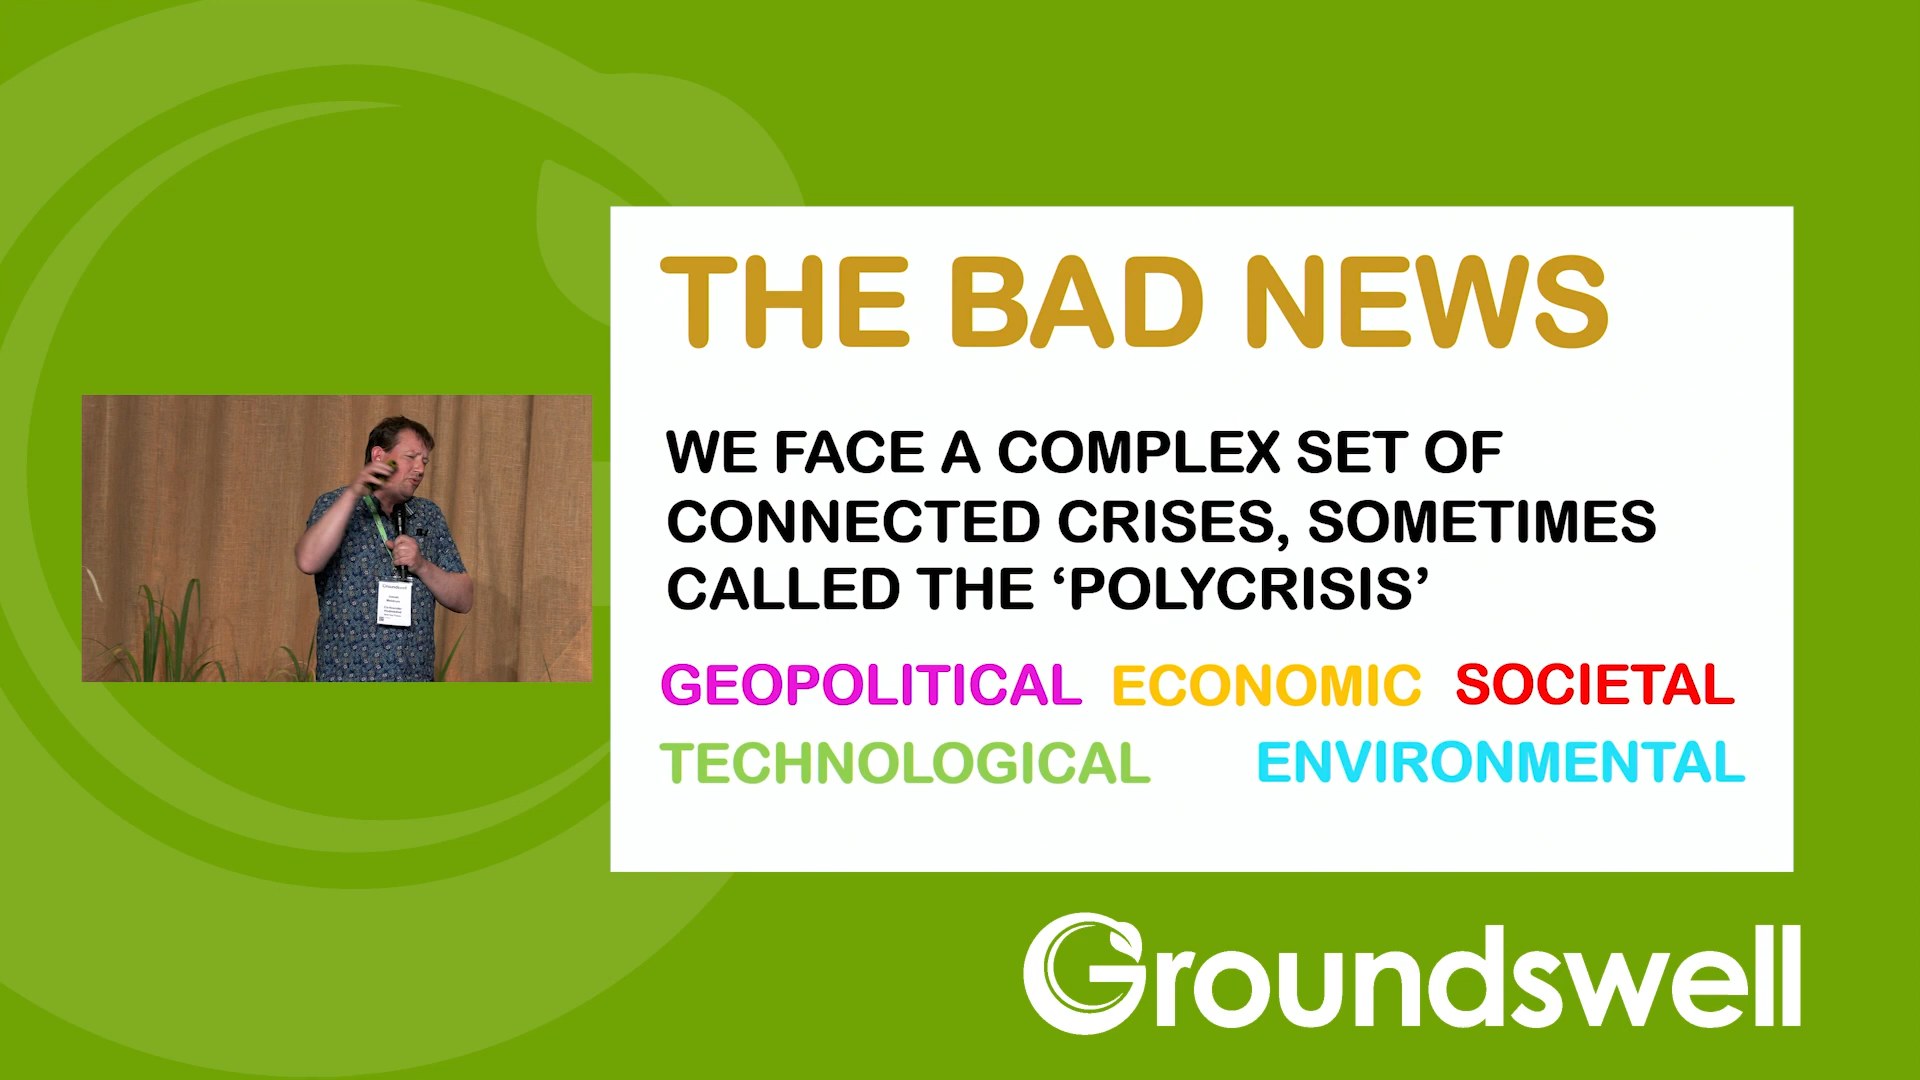 THE BAD NEWS
WE FACE A COMPLEX SET OF
CONNECTED CRISES, SOMETIMES
CALLED THE ‘POLYCRISIS’
GEOPOLITICAL ECONOMIC SOCIETAL
TECHNOLOGICAL ENVIRONMENTAL
Groundswell